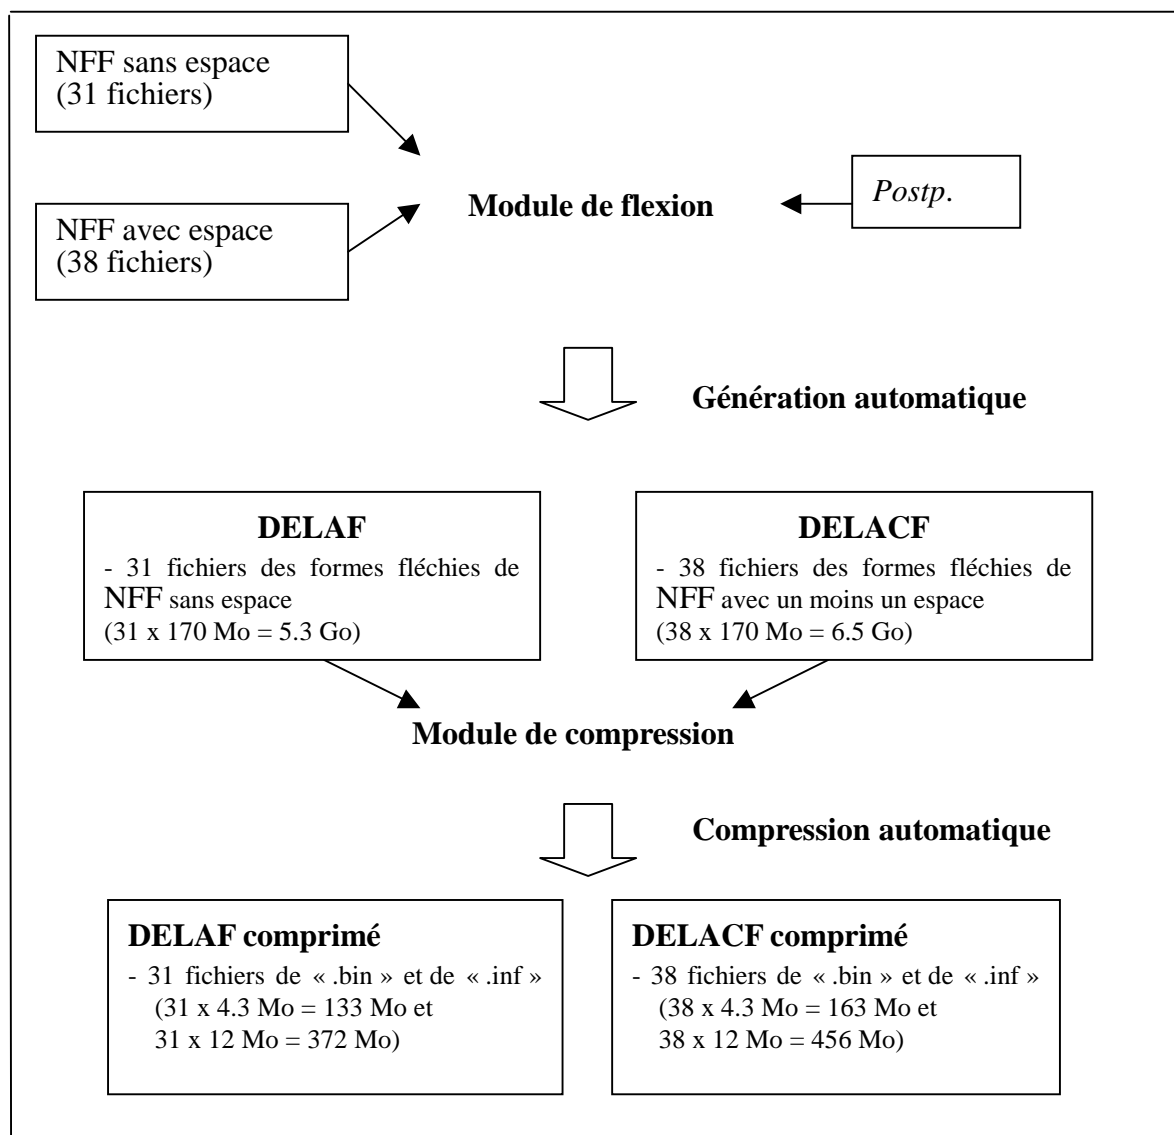 NFF sans espace
(31 fichiers)
Postp.
Module de flexion
NFF avec espace
(38 fichiers)
Génération automatique
DELAF
- 31 fichiers des formes fléchies de
NFF sans espace
(31 x 170 Mo = 5.3 Go)
DELACF
- 38 fichiers des formes fléchies de
NFF avec un moins un espace
(38 x 170 Mo = 6.5 Go)
Module de compression
Compression automatique
DELAF comprimé
- 31 fichiers de « .bin » et de « .inf »
(31 x 4.3 Mo = 133 Mo et
31 x 12 Mo = 372 Mo)
DELACF comprimé
- 38 fichiers de « .bin » et de « .inf »
(38 x 4.3 Mo = 163 Mo et
38 x 12 Mo = 456 Mo)